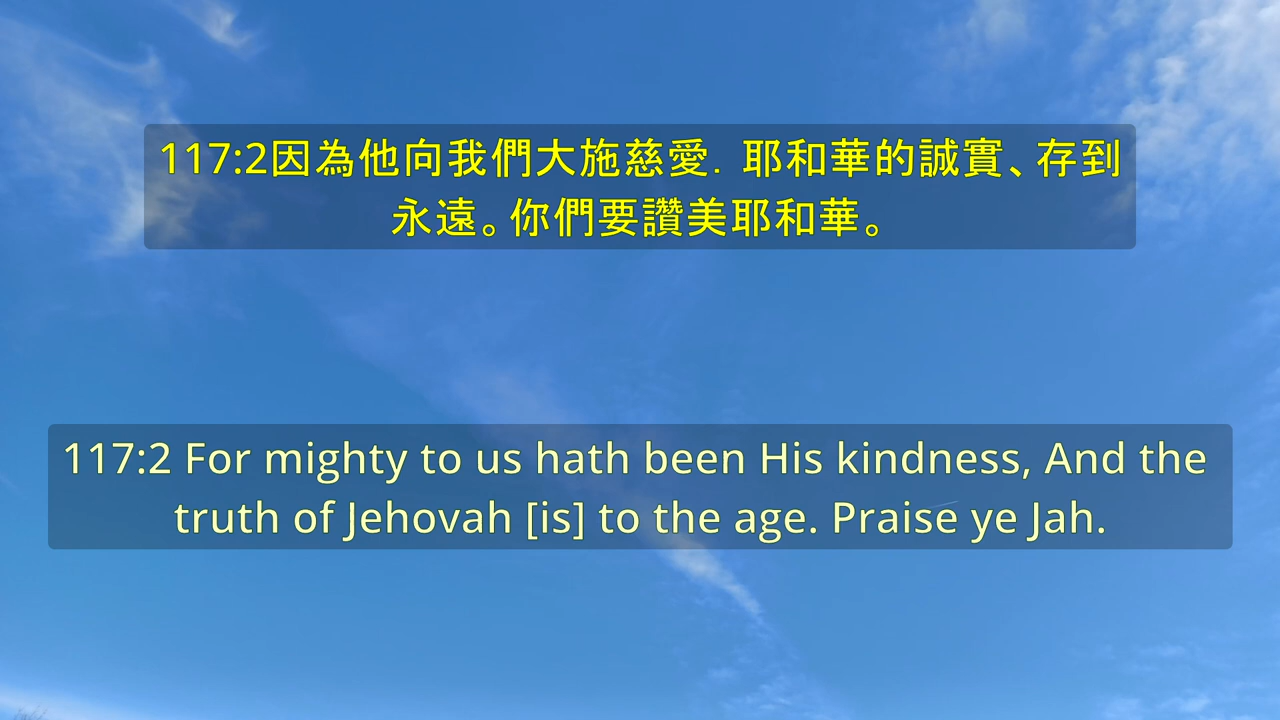 117:2因為他向我們大施慈愛．耶和華的誠實、存到
永遠。你們要讚美耶和華。
117:2 For mighty to us hath been His kindness, And the
truth of Jehovah [is] to the age. Praise ye Jah.